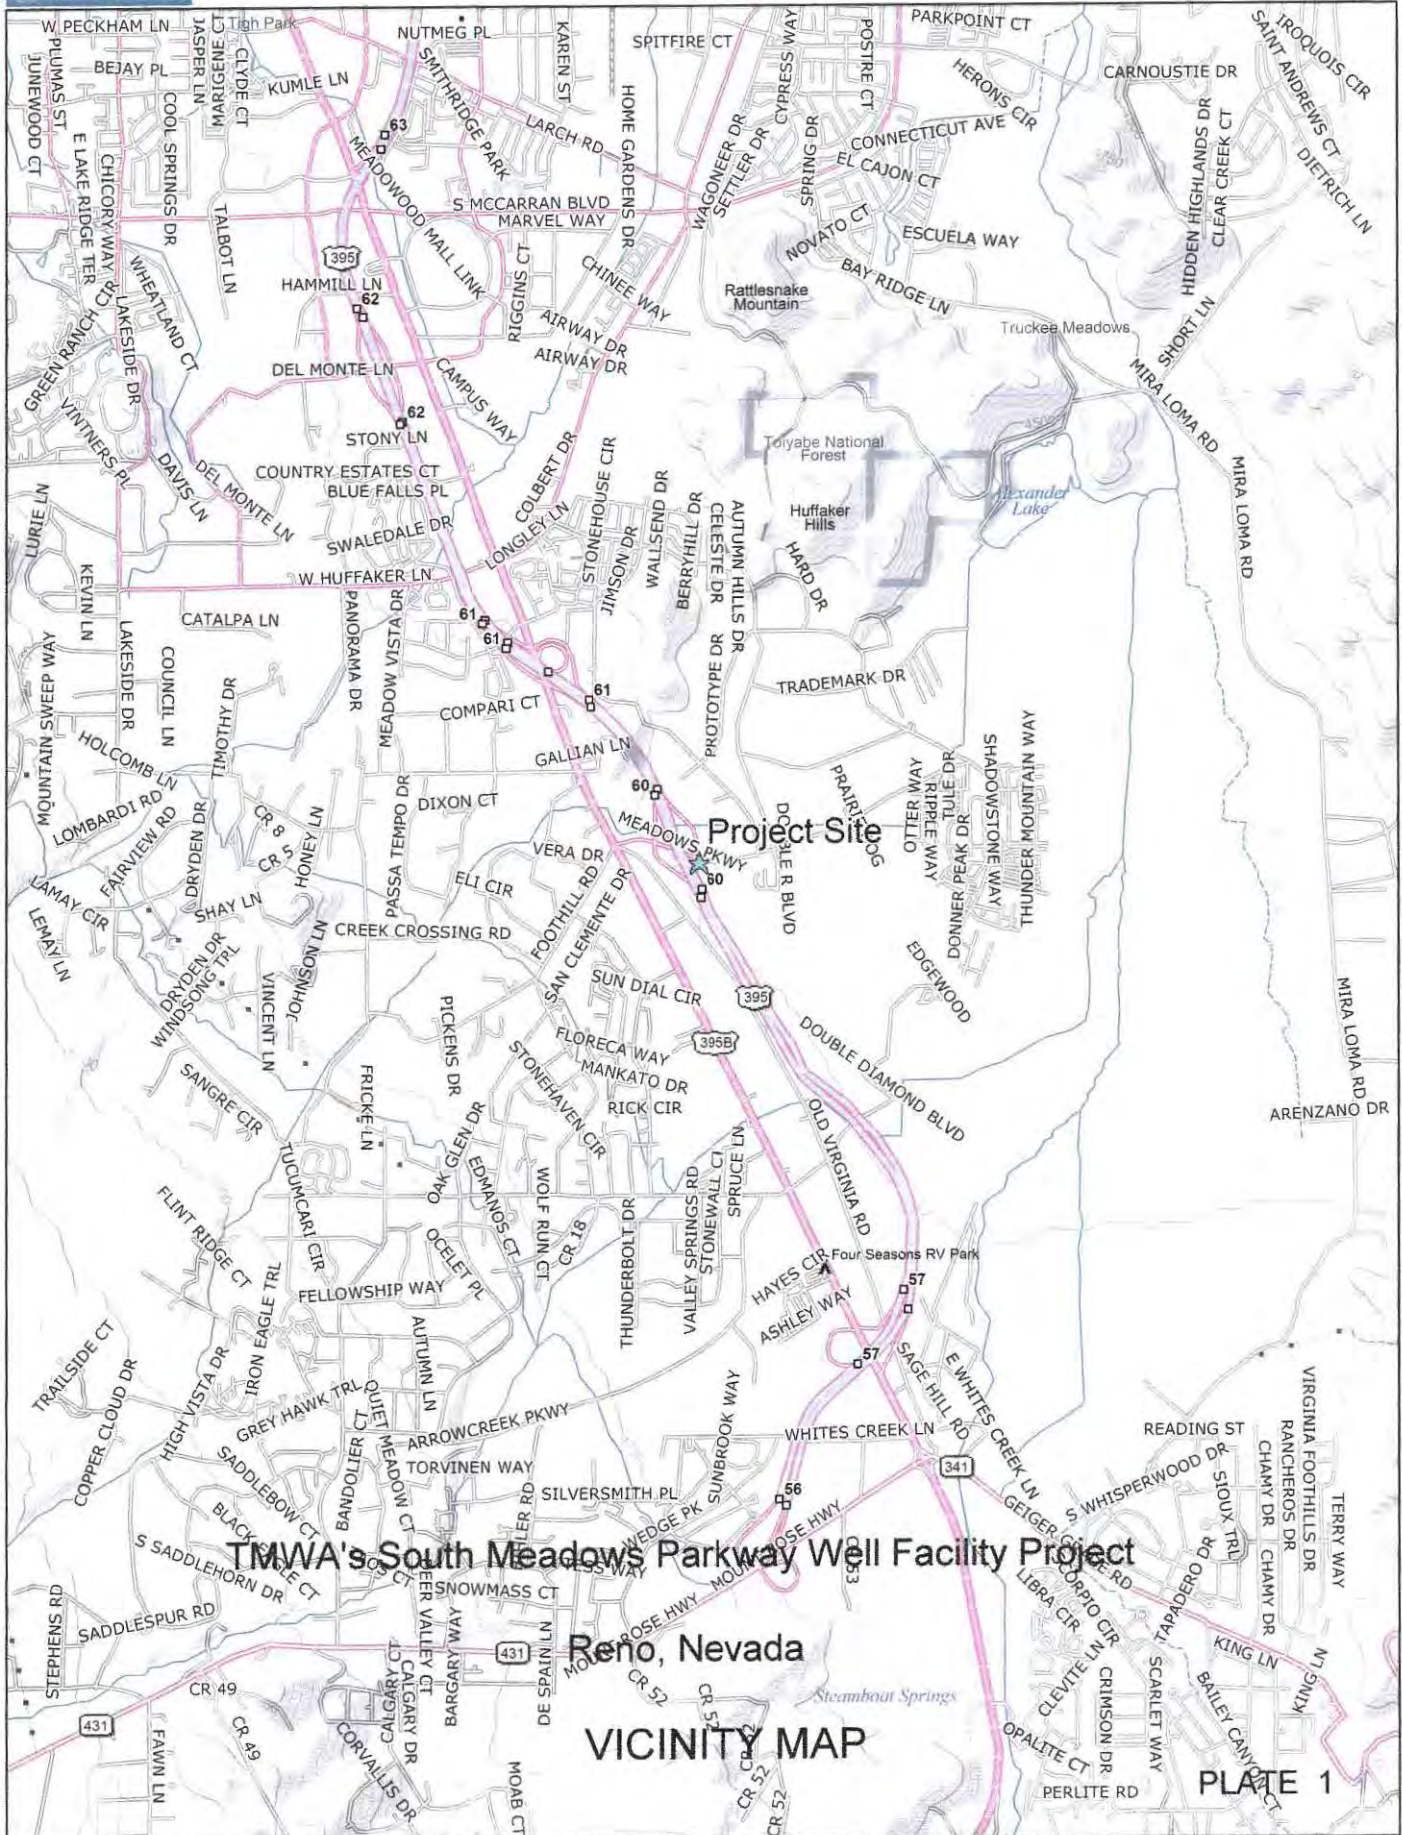 W PECKHAM LN
Tigh Park
NUTMEG PL
KAREN ST
SPITFIRE CT
CYPRESS WAY
POSTRE CT
PARKPOINT CT
IROQUOIS CIR
SAINT ANDREWS CT
JUNEWOOD CT
PLUMAS ST
BEJAY PL
JASPER LN
MARIGENE CT
CLYDE CT
KUMLE LN
SMITHRIDGE PARK
HERONS CIR
CARNOUSTIE DR
COOL SPRINGS DR
63
LARCH RD
HOME GARDENS DR
WAGONEER DR
SETTLER DR
SPRING DR
CONNECTICUT AVE
EL CAJON CT
HIDDEN HIGHLANDS DR
CLEAR CREEK CT
DIETRICH LN
E LAKE RIDGE TER
CHICORY WAY
MEADOWOOD MALL LINK
S MCCARRAN BLVD
MARVEL WAY
TALBOT LN
WHEATLAND CT
395
HAMMILL LN
62
RIGGINS CT
CHINEE WAY
NOVATO CT
ESCUELA WAY
BAY RIDGE LN
Rattlesnake
Mountain
Truckee Meadows
SHORT LN
GREEN RANCH CIR
LAKESIDE DR
AIRWAY DR
AIRWAY DR
DEL MONTE LN
CAMPUS WAY
MIRA LOMA RD
VINTNERS PL
62
STONY LN
4500
DAVIS LN
DEL MONTE LN
COUNTRY ESTATES CT
BLUE FALLS PL
COLBERT DR
STONEHOUSE CIR
Toiyabe National
Forest
Alexander
Lake
LURIE LN
SWALEDALE DR
LONGLEY LN
JIMSON DR
WALLSEND DR
BERRYHILL DR
CELESTE DR
AUTUMN HILLS DR
Huffaker
Hills
HARD DR
MIRA LOMA RD
KEVIN LN
W HUFFAKER LN
CATALPA LN
PANORAMA DR
MEADOW VISTA DR
61
61
MOUNTAIN SWEEP WAY
LAKESIDE DR
COUNCIL LN
TIMOTHY DR
COMPARI CT
61
PROTOTYPE DR
TRADEMARK DR
HOLCOMB LN
GALLIAN LN
60
LOMBARDI RD
FAIRVIEW RD
DRYDEN DR
CR 8
CR 5
HONEY LN
PASSA TEMPO DR
DIXON CT
MEADOWS PKWY
Project Site
PRAIRIE DOG
OTTER WAY
RIPPLE WAY
TULE DR
DONNER PEAK DR
SHADOWSTONE WAY
THUNDER MOUNTAIN WAY
VERA DR
ELI CIR
FOOTHILL RD
SAN CLEMENTE DR
60
LAMAY CIR
LEMAY LN
SHAY LN
CREEK CROSSING RD
DRYDEN DR
WINDSONG TRL
VINCENT LN
JOHNSON LN
SUN DIAL CIR
395
EDGEWOOD
MIRA LOMA RD
PICKENS DR
FLORECA WAY
395B
STONEHAVEN CIR
MANKATO DR
RICK CIR
DOUBLE DIAMOND BLVD
SANGRE CIR
FRICKE LN
OAK GLEN DR
OLD VIRGINIA RD
ARENZANO DR
TUCUMCARI CIR
EDMANOS CT
WOLF RUN CT
CR 18
THUNDERBOLT DR
VALLEY SPRINGS RD
STONEWALL CT
SPRUCE LN
FLINT RIDGE CT
OCELET PL
HAYES CIR
Four Seasons RV Park
57
FELLOWSHIP WAY
ASHLEY WAY
IRON EAGLE TRL
AUTUMN LN
57
TRAILSIDE CT
COPPER CLOUD DR
HIGH VISTA DR
GREY HAWK TRL
QUIET MEADOW CT
ARROWCREEK PKWY
SUNBROOK WAY
SAGE HILL RD
E WHITES CREEK LN
WHITES CREEK LN
READING ST
SADDLEBOW CT
BANDOLIER CT
TORVINEN WAY
341
S WHISPERWOOD DR
SIOUX TRL
CHAMY DR
RANCHEROS DR
VIRGINIA FOOTHILLS DR
TERRY WAY
SILVERSMITH PL
WEDGE PK
56
TMWA's South Meadows Parkway Well Facility Project
S SADDLEHORN DR
TESS WAY
MOUNT ROSE HWY
SNOWMASS CT
DEER VALLEY CT
LIBRA CIR
SCORPIO CIR
TAPADERO DR
CHAMY DR
STEPHENS RD
SADDLESPUR RD
431
DE SPAIN LN
Reno, Nevada
MOUNT ROSE HWY
KING LN
KING LN
CR 49
CALGARY CT
CALGARY DR
BARGARY WAY
CR 52
CR 52
Steamboat Springs
CLEVITE LN
CRIMSON DR
SCARLET WAY
BAILEY CANYON CT
431
FAWN LN
CR 49
CORVALLIS DR
VICINITY MAP
OPALITE CT
MOAB CT
CR 52
CR 52
PERLITE RD
PLATE 1